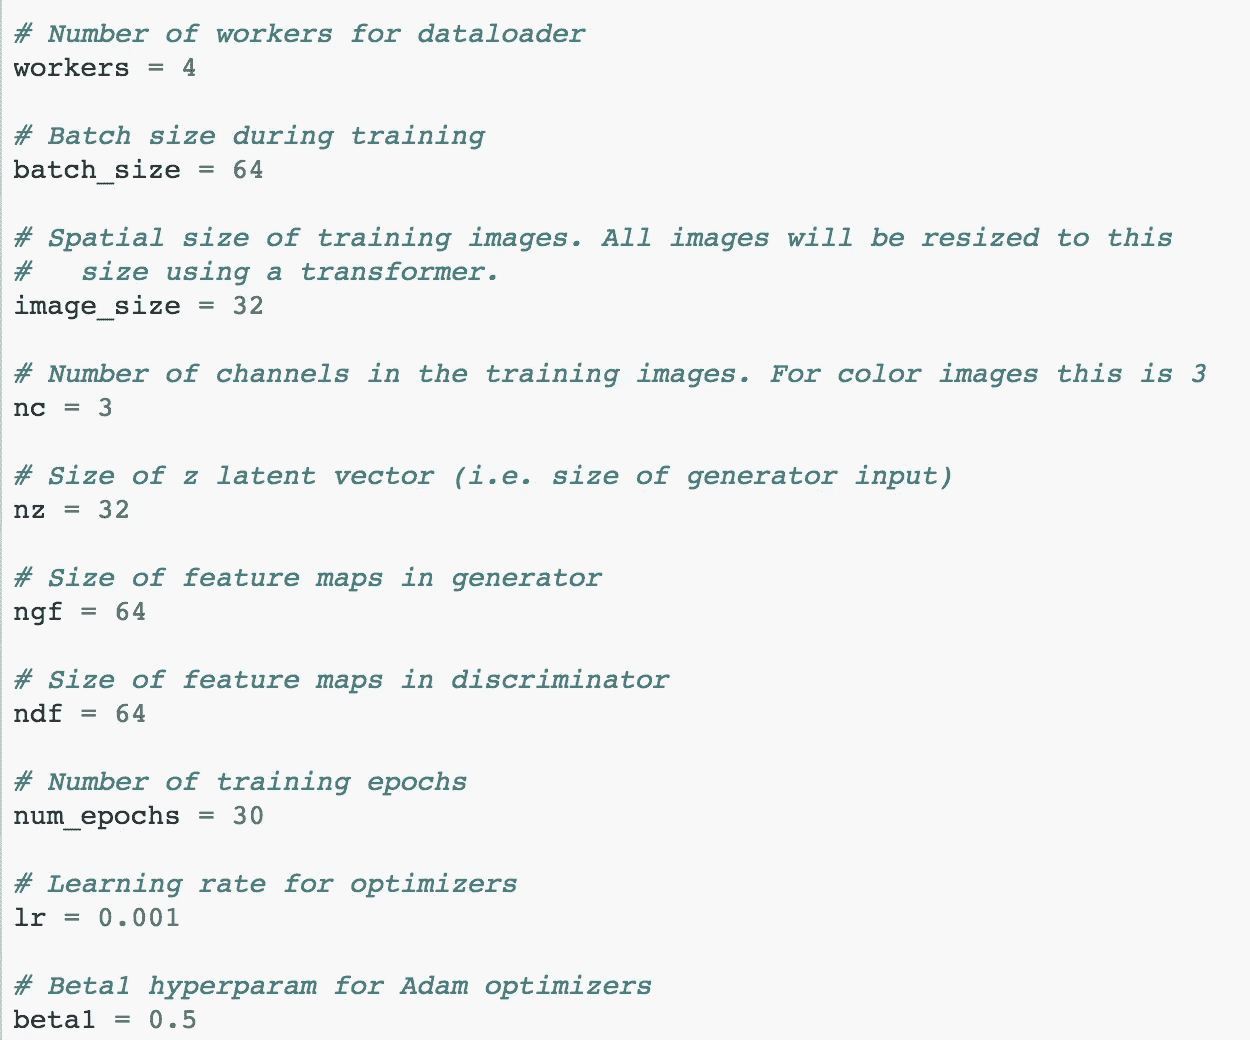 # Number of workers for dataloader
workers = 4
# Batch size during training
batch_size = 64
# Spatial size of training images. All images will be resized to this
#   size using a transformer.
image_size = 32
# Number of channels in the training images. For color images this is 3
nc = 3
# Size of z latent vector (i.e. size of generator input)
nz = 32
# Size of feature maps in generator
ngf = 64
# Size of feature maps in discriminator
ndf = 64
# Number of training epochs
num_epochs = 30
# Learning rate for optimizers
lr = 0.001
# Beta1 hyperparam for Adam optimizers
beta1 = 0.5